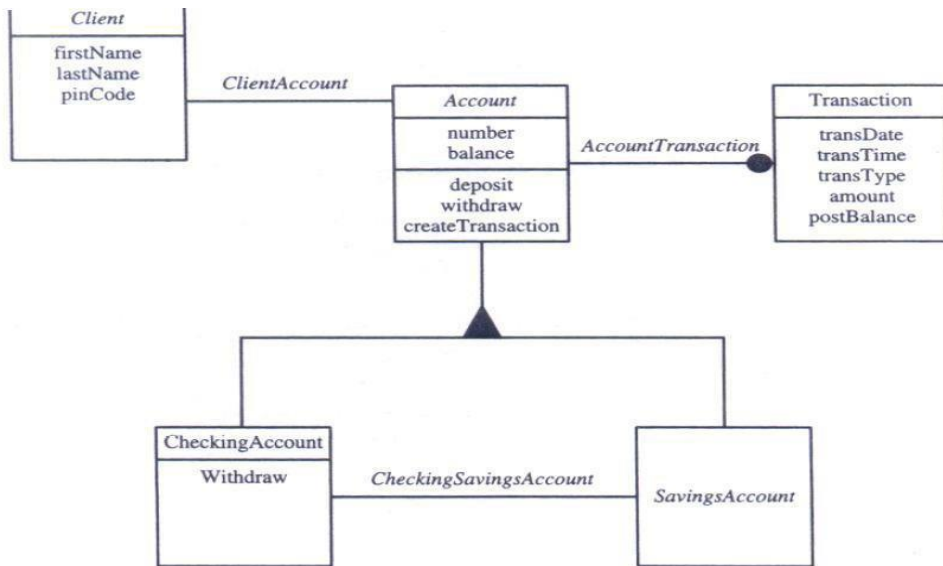 Client
firstName
lastName
pinCode
ClientAccount
Account
number
balance
deposit
withdraw
createTransaction
AccountTransaction
Transaction
transDate
transTime
transType
amount
postBalance
CheckingAccount
Withdraw
CheckingSavingsAccount
SavingsAccount